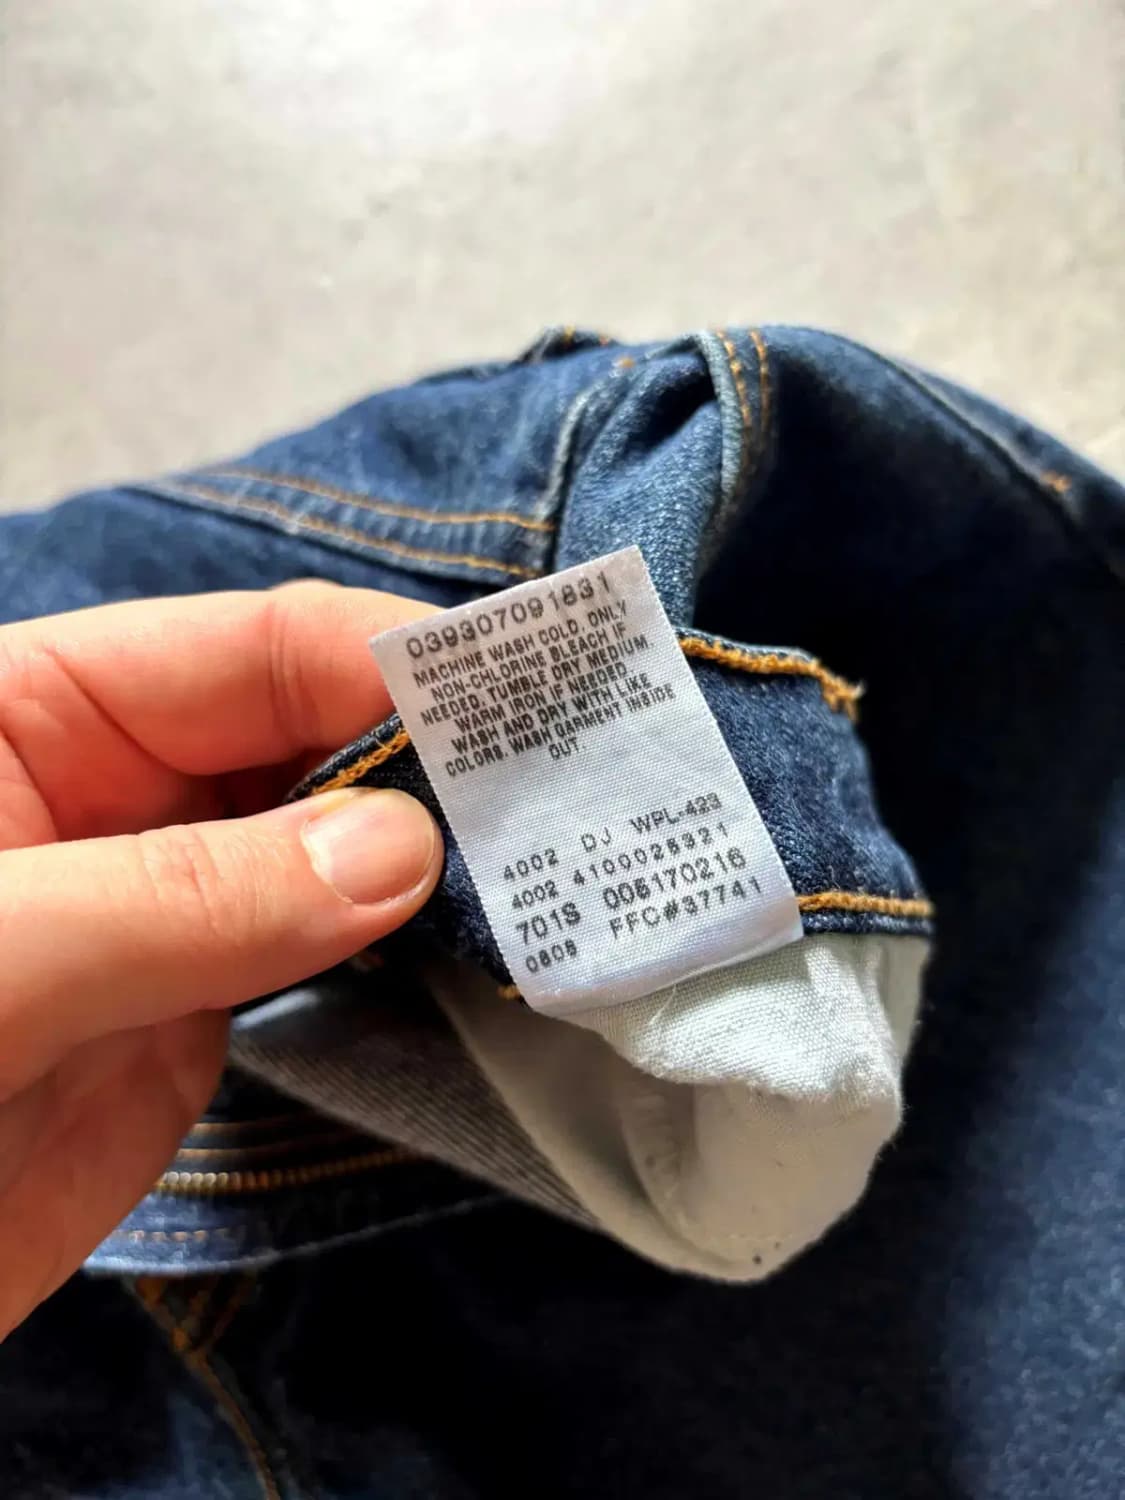 039307091831
MACHINE WASH COLD. ONLY
NON-CHLORINE BLEACH IF
NEEDED. TUMBLE DRY MEDIUM
WARM IRON IF NEEDED
WASH AND DRY WITH LIKE
COLORS. WASH GARMENT INSIDE
OUT.
4002 DJ WPL-423
4002 4100028321
701S 006170216
0808 FFC#37741